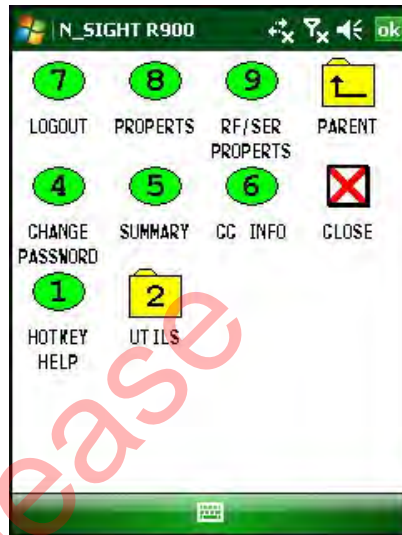 N_SIGHT R900 ok
7 8 9
LOGOUT PROPERTS RF/SER PARENT
PROPERTS
4 5 6
CHANGE SUMMARY CC INFO CLOSE
PASSWORD
1 2
HOTKEY UTILS
HELP
ease